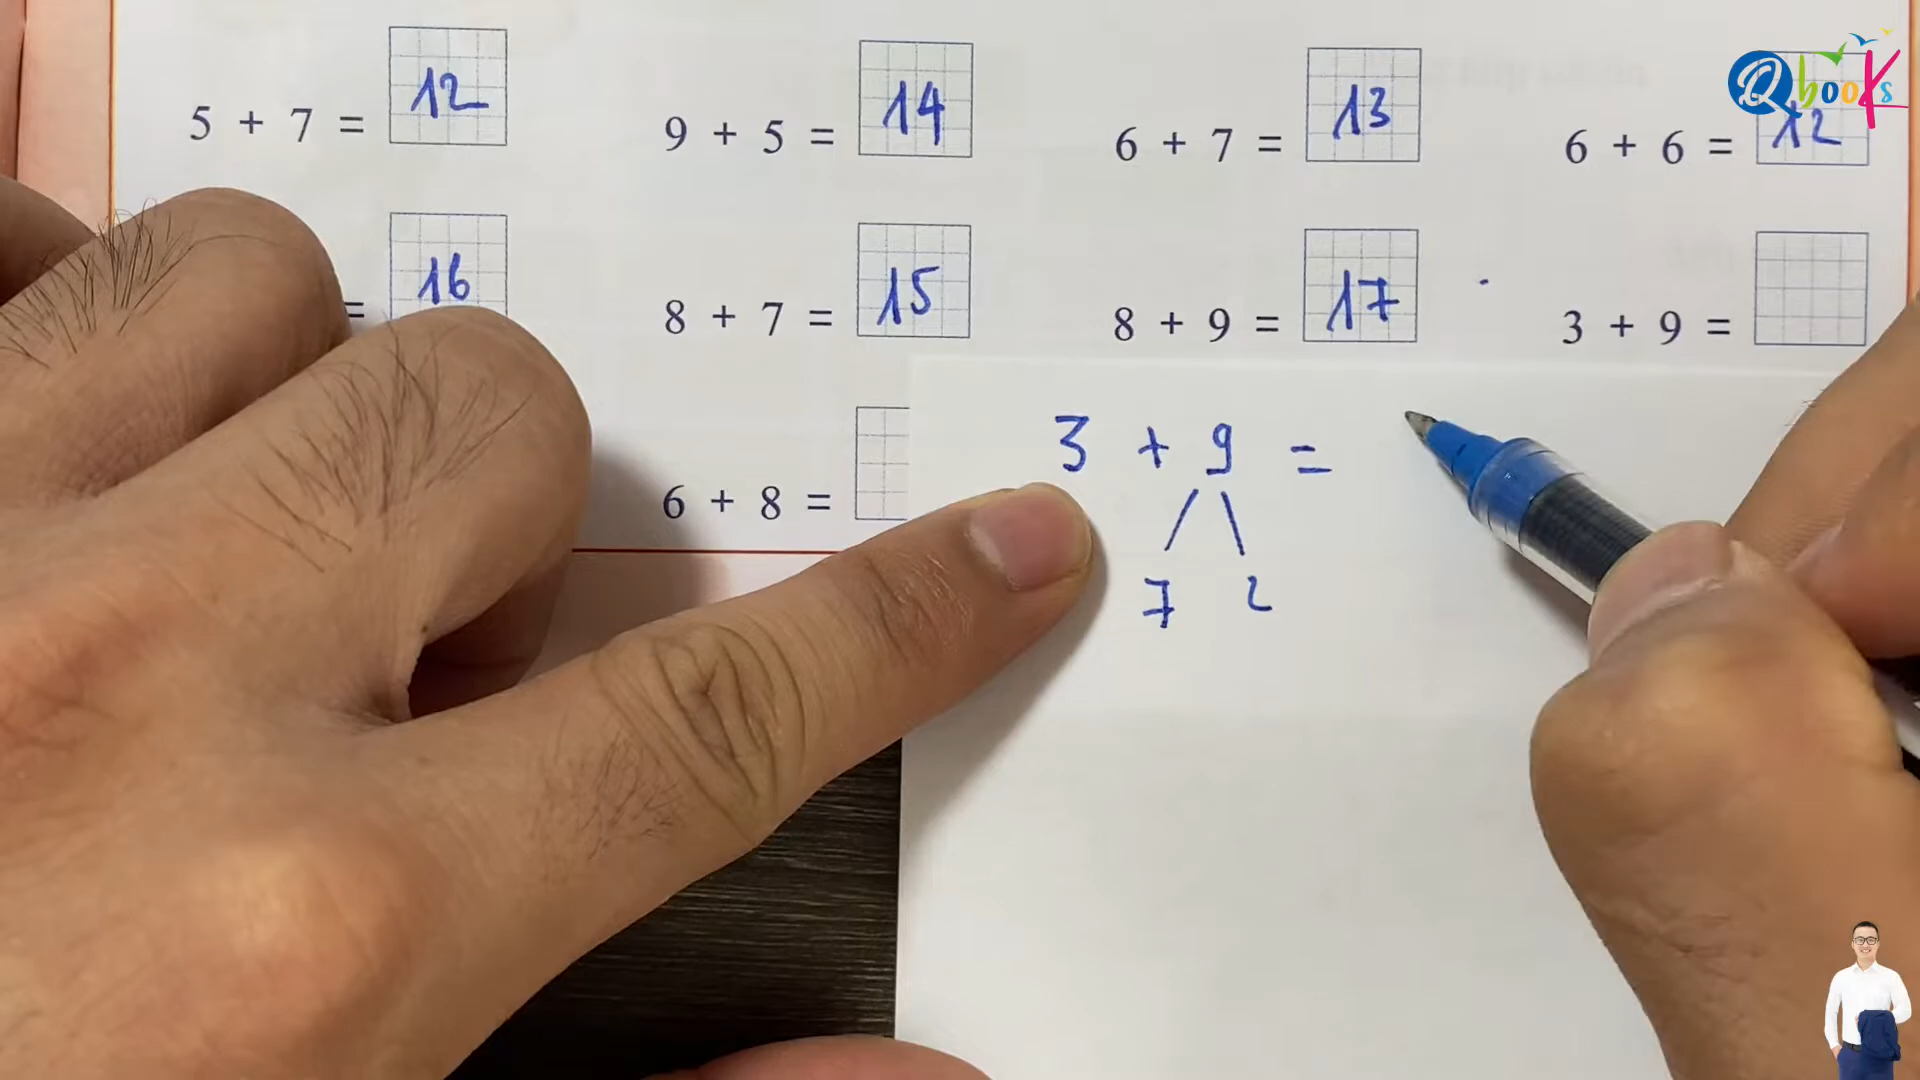 5 + 7 = 12
9 + 5 = 14
6 + 7 = 13
6 + 6 = 12
Qbooks
= 16
8 + 7 = 15
8 + 9 = 17
3 + 9 =
6 + 8 =
3 + 9 =
7 2